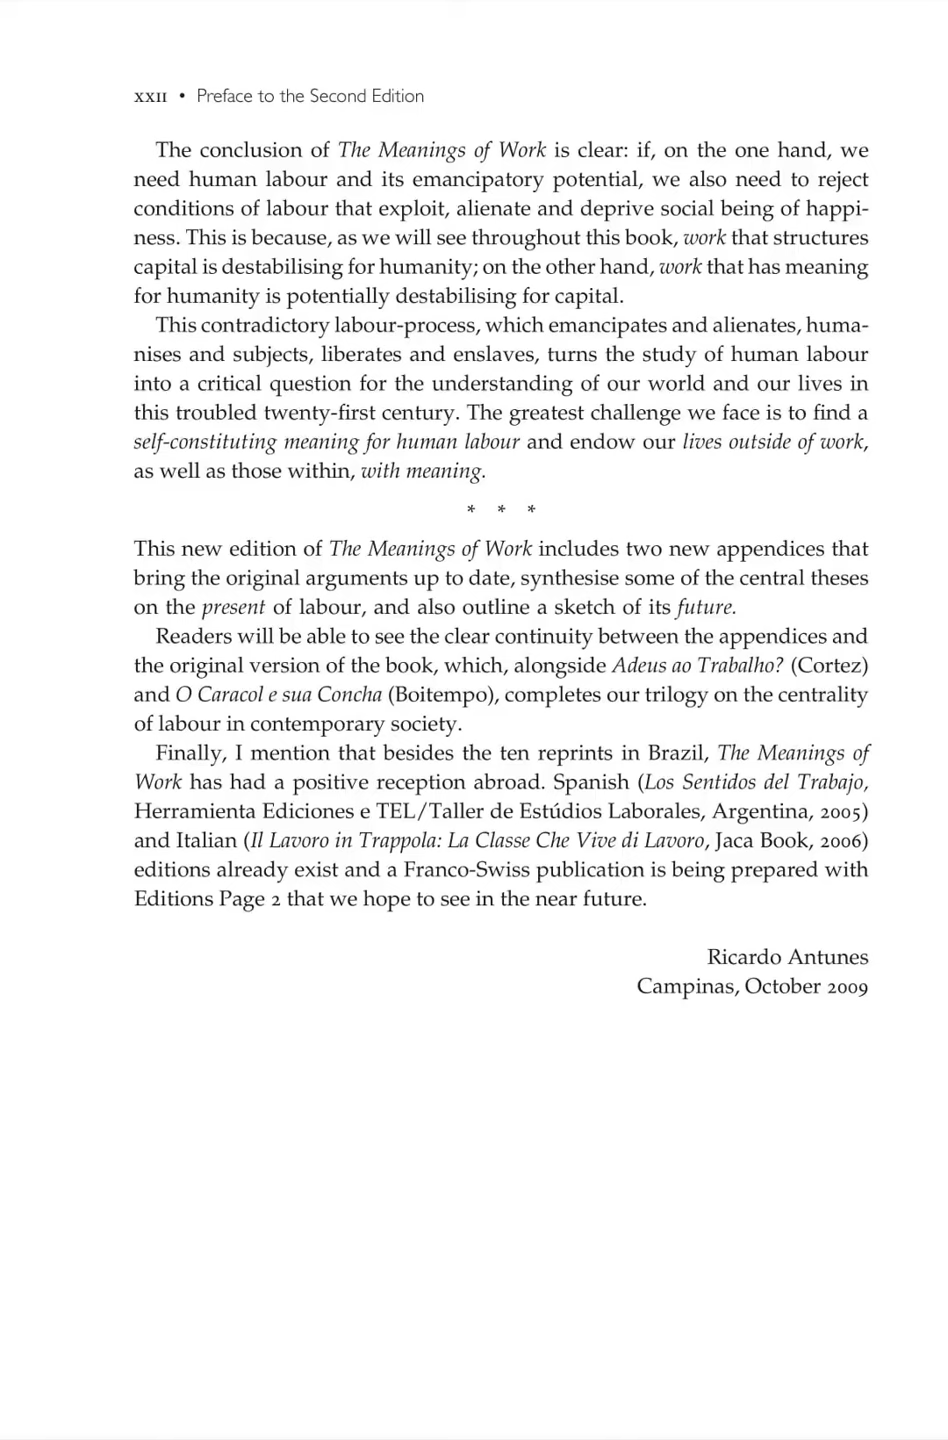 XXII • Preface to the Second Edition
The conclusion of The Meanings of Work is clear: if, on the one hand, we
need human labour and its emancipatory potential, we also need to reject
conditions of labour that exploit, alienate and deprive social being of happi-
ness. This is because, as we will see throughout this book, work that structures
capital is destabilising for humanity; on the other hand, work that has meaning
for humanity is potentially destabilising for capital.
This contradictory labour-process, which emancipates and alienates, huma-
nises and subjects, liberates and enslaves, turns the study of human labour
into a critical question for the understanding of our world and our lives in
this troubled twenty-first century. The greatest challenge we face is to find a
self-constituting meaning for human labour and endow our lives outside of work,
as well as those within, with meaning.
* * *
This new edition of The Meanings of Work includes two new appendices that
bring the original arguments up to date, synthesise some of the central theses
on the present of labour, and also outline a sketch of its future.
Readers will be able to see the clear continuity between the appendices and
the original version of the book, which, alongside Adeus ao Trabalho? (Cortez)
and O Caracol e sua Concha (Boitempo), completes our trilogy on the centrality
of labour in contemporary society.
Finally, I mention that besides the ten reprints in Brazil, The Meanings of
Work has had a positive reception abroad. Spanish (Los Sentidos del Trabajo,
Herramienta Ediciones e TEL/Taller de Estúdios Laborales, Argentina, 2005)
and Italian (Il Lavoro in Trappola: La Classe Che Vive di Lavoro, Jaca Book, 2006)
editions already exist and a Franco-Swiss publication is being prepared with
Editions Page 2 that we hope to see in the near future.
Ricardo Antunes
Campinas, October 2009